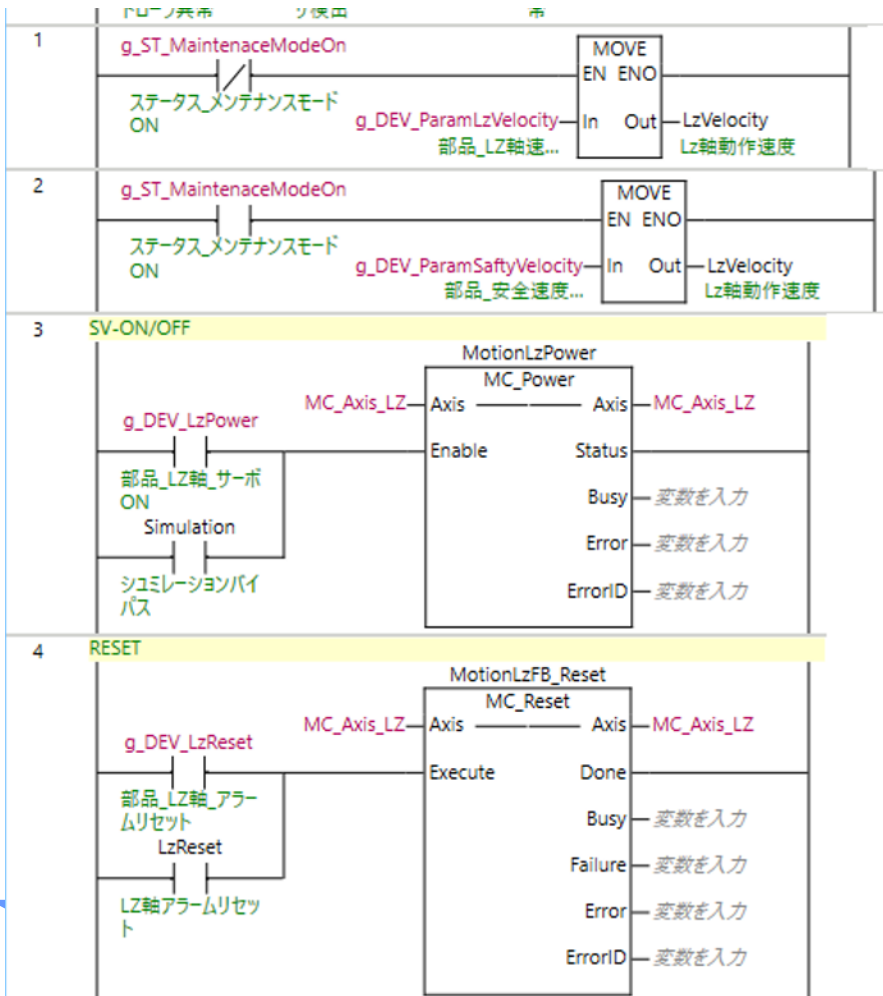 1
g_ST_MaintenaceModeOn
MOVE
EN ENO
ステータス_メンテナンスモード
ON
g_DEV_ParamLzVelocity
In Out
LzVelocity
部品_LZ軸速...
Lz軸動作速度
2
g_ST_MaintenaceModeOn
MOVE
EN ENO
ステータス_メンテナンスモード
ON
g_DEV_ParamSaftyVelocity
In Out
LzVelocity
部品_安全速度...
Lz軸動作速度
3
SV-ON/OFF
MotionLzPower
MC_Power
MC_Axis_LZ
Axis
Axis
MC_Axis_LZ
g_DEV_LzPower
Enable
Status
部品_LZ軸_サーボ
ON
Busy
変数を入力
Simulation
Error
変数を入力
シュミレーションバイ
パス
ErrorID
変数を入力
4
RESET
MotionLzFB_Reset
MC_Reset
MC_Axis_LZ
Axis
Axis
MC_Axis_LZ
g_DEV_LzReset
Execute
Done
部品_LZ軸_アラー
ムリセット
Busy
変数を入力
LzReset
Failure
変数を入力
LZ軸アラームリセッ
ト
Error
変数を入力
ErrorID
変数を入力